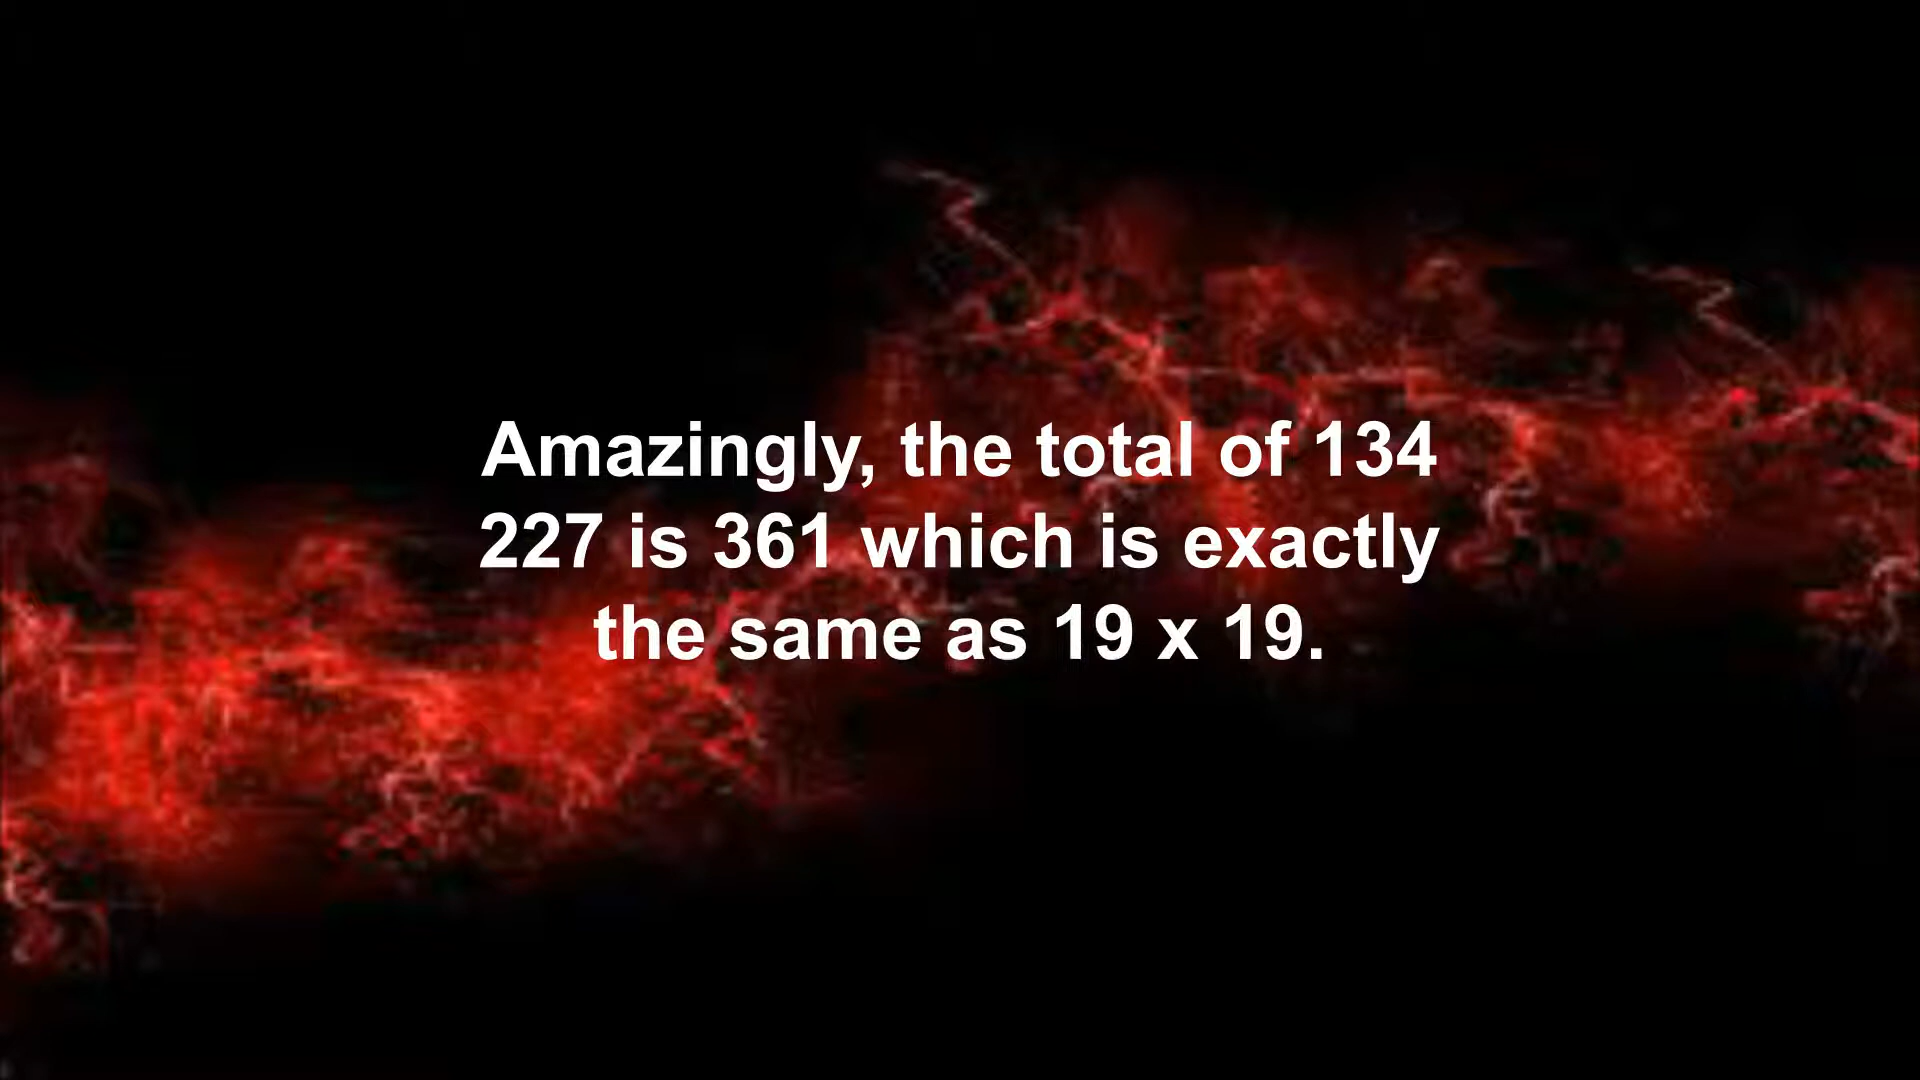 Amazingly, the total of 134
227 is 361 which is exactly
the same as 19 x 19.